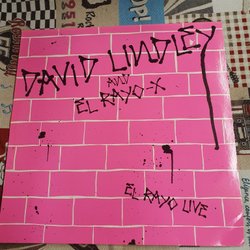 DAVID LINDLEY
AND
EL RAYO-X
EL RAYO LIVE